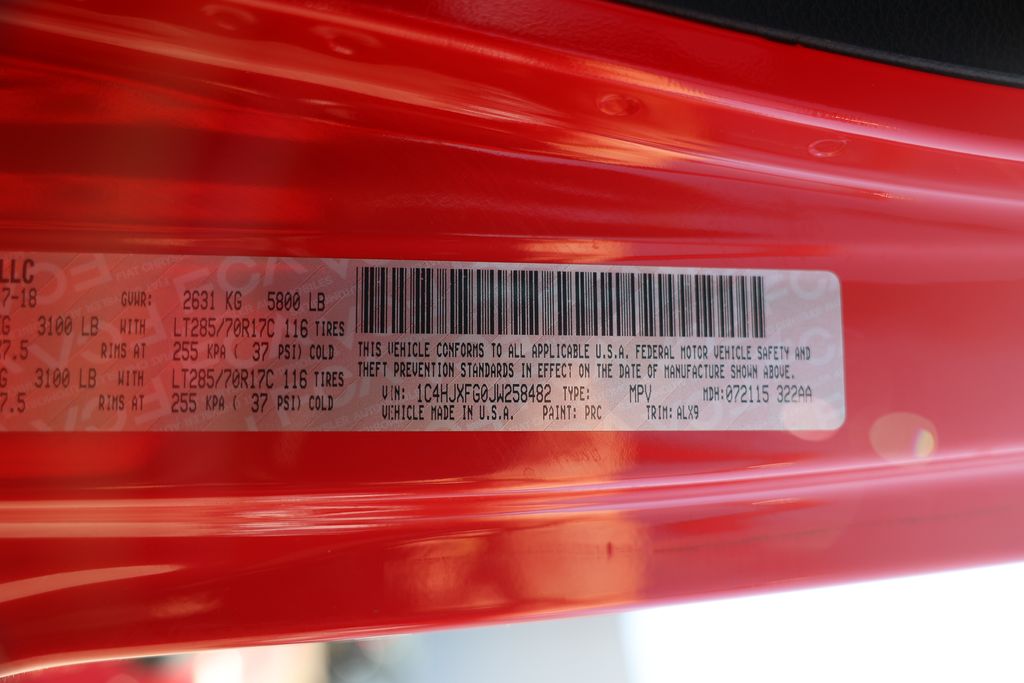 LLC
7-18 GVWR: 2631 KG 5800 LB
G 3100 LB WITH LT285/70R17C 116 TIRES
7.5 RIMS AT 255 KPA ( 37 PSI) COLD
G 3100 LB WITH LT285/70R17C 116 TIRES
7.5 RIMS AT 255 KPA ( 37 PSI) COLD
THIS VEHICLE CONFORMS TO ALL APPLICABLE U.S.A. FEDERAL MOTOR VEHICLE SAFETY AND
THEFT PREVENTION STANDARDS IN EFFECT ON THE DATE OF MANUFACTURE SHOWN ABOVE.
VIN: 1C4HJXFG0JW258482 TYPE: MPV MDH:072115 322AA
VEHICLE MADE IN U.S.A. PAINT: PRC TRIM: ALX9